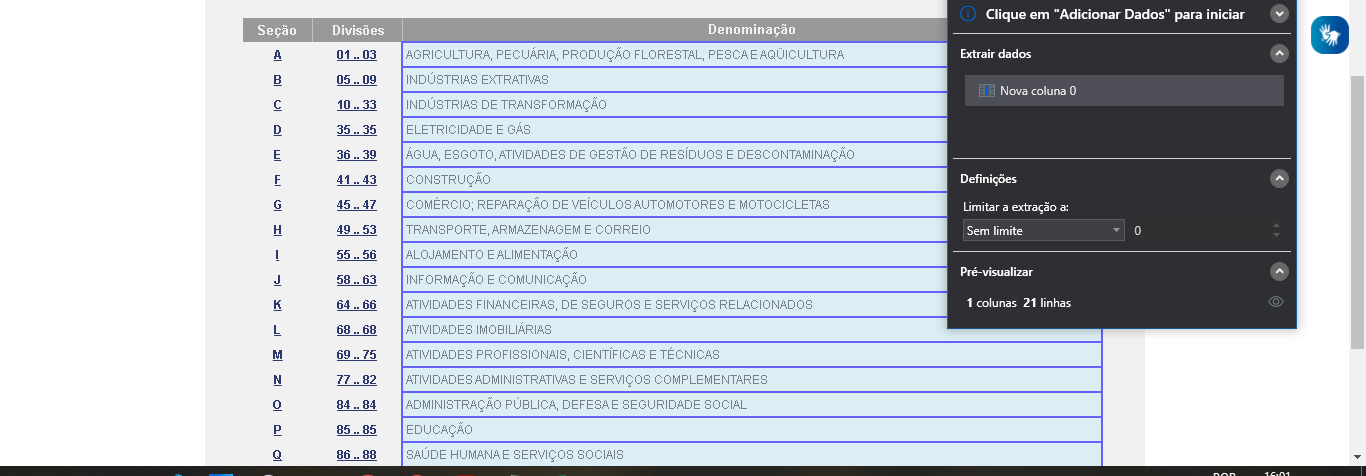 Seção Divisões Denominação
A 01 .. 03 AGRICULTURA, PECUÁRIA, PRODUÇÃO FLORESTAL, PESCA E AQÜICULTURA
B 05 .. 09 INDÚSTRIAS EXTRATIVAS
C 10 .. 33 INDÚSTRIAS DE TRANSFORMAÇÃO
D 35 .. 35 ELETRICIDADE E GÁS
E 36 .. 39 ÁGUA, ESGOTO, ATIVIDADES DE GESTÃO DE RESÍDUOS E DESCONTAMINAÇÃO
F 41 .. 43 CONSTRUÇÃO
G 45 .. 47 COMÉRCIO; REPARAÇÃO DE VEÍCULOS AUTOMOTORES E MOTOCICLETAS
H 49 .. 53 TRANSPORTE, ARMAZENAGEM E CORREIO
I 55 .. 56 ALOJAMENTO E ALIMENTAÇÃO
J 58 .. 63 INFORMAÇÃO E COMUNICAÇÃO
K 64 .. 66 ATIVIDADES FINANCEIRAS, DE SEGUROS E SERVIÇOS RELACIONADOS
L 68 .. 68 ATIVIDADES IMOBILIÁRIAS
M 69 .. 75 ATIVIDADES PROFISSIONAIS, CIENTÍFICAS E TÉCNICAS
N 77 .. 82 ATIVIDADES ADMINISTRATIVAS E SERVIÇOS COMPLEMENTARES
O 84 .. 84 ADMINISTRAÇÃO PÚBLICA, DEFESA E SEGURIDADE SOCIAL
P 85 .. 85 EDUCAÇÃO
Q 86 .. 88 SAÚDE HUMANA E SERVIÇOS SOCIAIS
Clique em "Adicionar Dados" para iniciar
Extrair dados
Nova coluna 0
Definições
Limitar a extração a:
Sem limite 0
Pré-visualizar
1 colunas 21 linhas